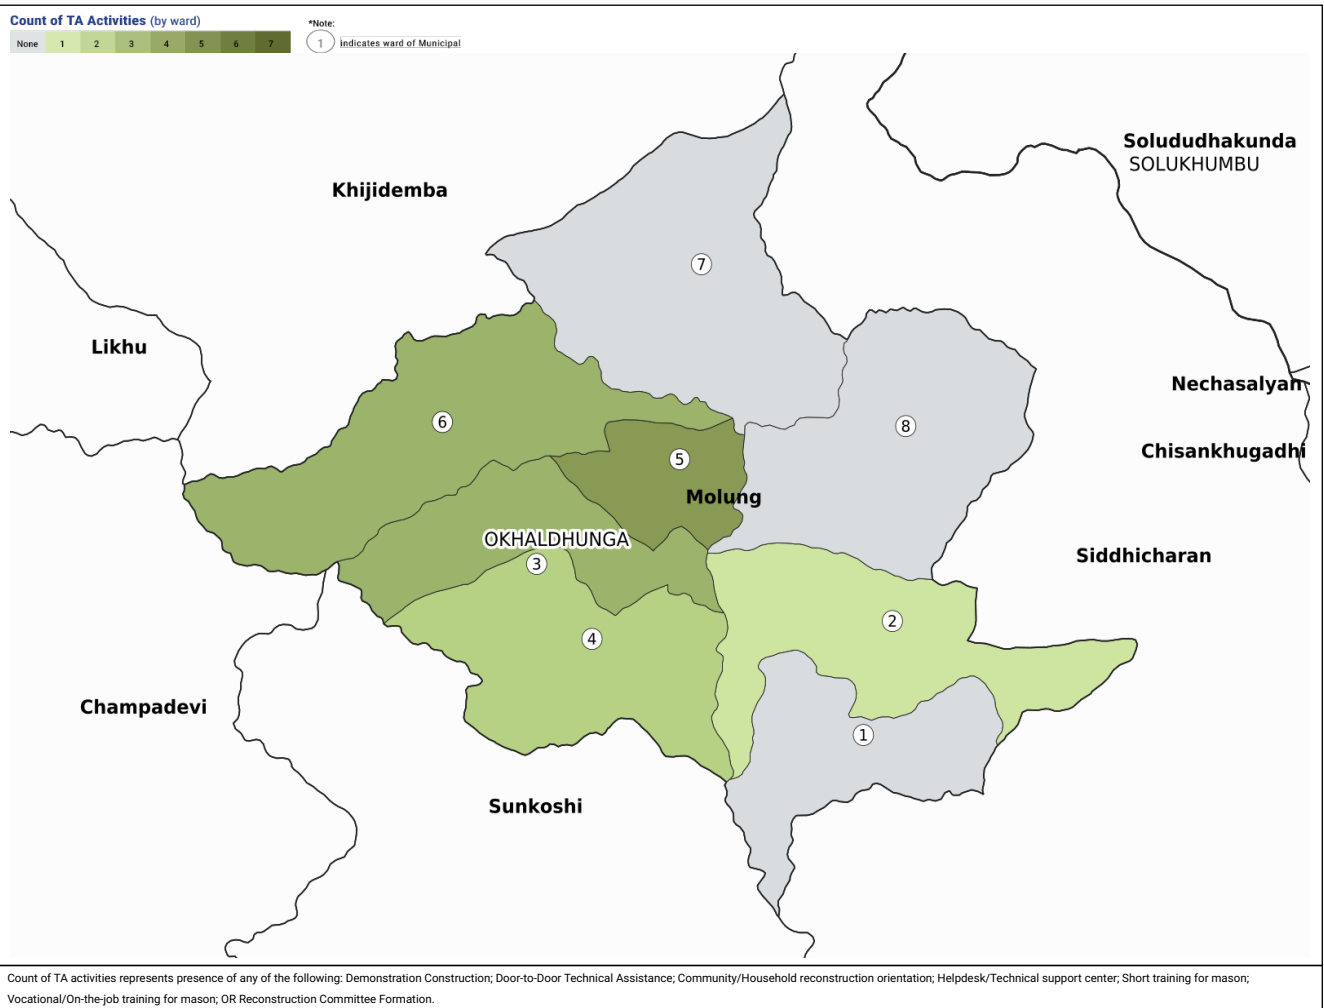 Count of TA Activities (by ward)
None 1 2 3 4 5 6 7
*Note:
1 indicates ward of Municipal
Solududhakunda
SOLUKHUMBU
Khijidemba
7
Likhu
Nechasalyan
6
8
Chisankhugadhi
5
Molung
OKHALDHUNGA
Siddhicharan
3
2
4
Champadevi
1
Sunkoshi
Count of TA activities represents presence of any of the following: Demonstration Construction; Door-to-Door Technical Assistance; Community/Household reconstruction orientation; Helpdesk/Technical support center; Short training for mason;
Vocational/On-the-job training for mason; OR Reconstruction Committee Formation.